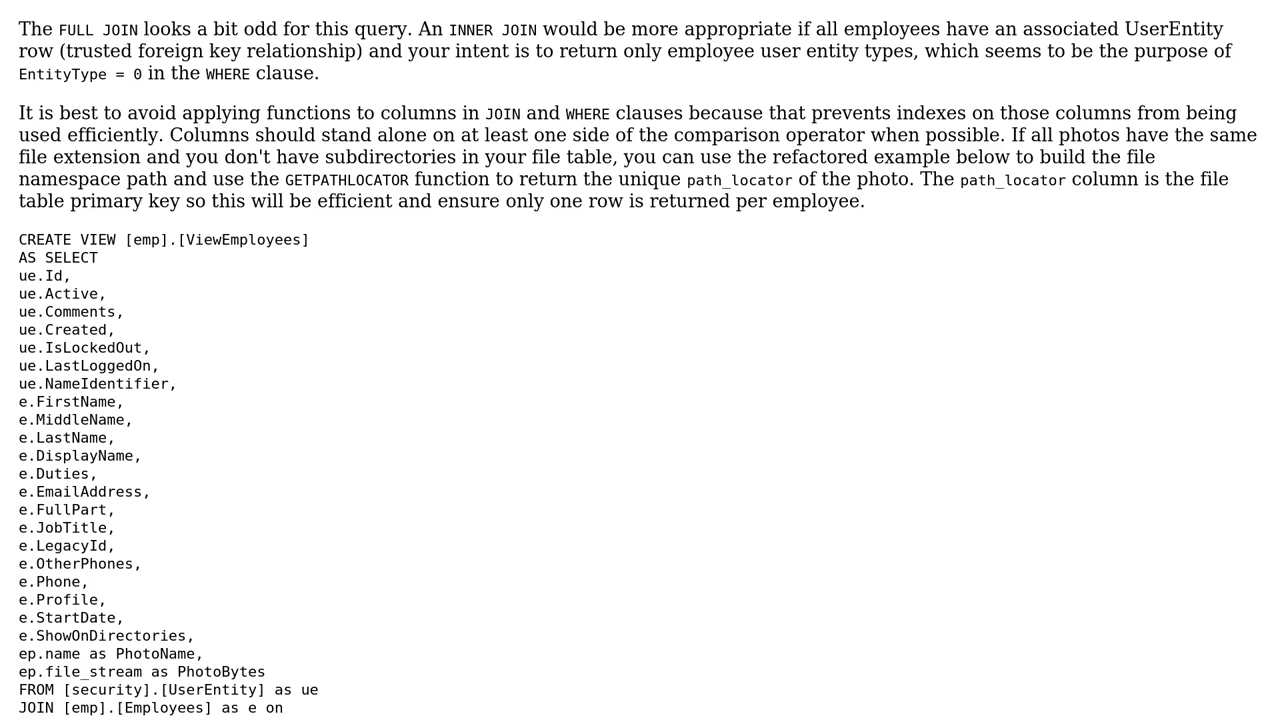 The FULL JOIN looks a bit odd for this query. An INNER JOIN would be more appropriate if all employees have an associated UserEntity
row (trusted foreign key relationship) and your intent is to return only employee user entity types, which seems to be the purpose of
EntityType = 0 in the WHERE clause.
It is best to avoid applying functions to columns in JOIN and WHERE clauses because that prevents indexes on those columns from being
used efficiently. Columns should stand alone on at least one side of the comparison operator when possible. If all photos have the same
file extension and you don't have subdirectories in your file table, you can use the refactored example below to build the file
namespace path and use the GETPATHLOCATOR function to return the unique path_locator of the photo. The path_locator column is the file
table primary key so this will be efficient and ensure only one row is returned per employee.
CREATE VIEW [emp].[ViewEmployees]
AS SELECT
ue.Id,
ue.Active,
ue.Comments,
ue.Created,
ue.IsLockedOut,
ue.LastLoggedOn,
ue.NameIdentifier,
e.FirstName,
e.MiddleName,
e.LastName,
e.DisplayName,
e.Duties,
e.EmailAddress,
e.FullPart,
e.JobTitle,
e.LegacyId,
e.OtherPhones,
e.Phone,
e.Profile,
e.StartDate,
e.ShowOnDirectories,
ep.name as PhotoName,
ep.file_stream as PhotoBytes
FROM [security].[UserEntity] as ue
JOIN [emp].[Employees] as e on